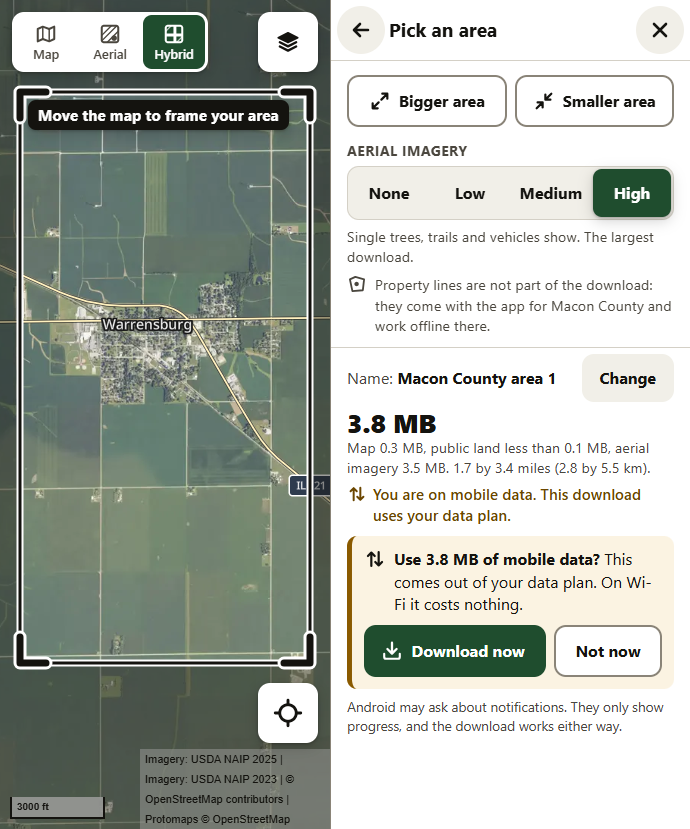 Map
Aerial
Hybrid
Move the map to frame your area
Warrensburg
3000 ft
Imagery: USDA NAIP 2025 |
Imagery: USDA NAIP 2023 | ©
OpenStreetMap contributors |
Protomaps © OpenStreetMap
Pick an area
Bigger area
Smaller area
AERIAL IMAGERY
None
Low
Medium
High
Single trees, trails and vehicles show. The largest
download.
Property lines are not part of the download:
they come with the app for Macon County and
work offline there.
Name: Macon County area 1
Change
3.8 MB
Map 0.3 MB, public land less than 0.1 MB, aerial
imagery 3.5 MB. 1.7 by 3.4 miles (2.8 by 5.5 km).
You are on mobile data. This download
uses your data plan.
Use 3.8 MB of mobile data? This
comes out of your data plan. On Wi-
Fi it costs nothing.
Download now
Not now
Android may ask about notifications. They only show
progress, and the download works either way.